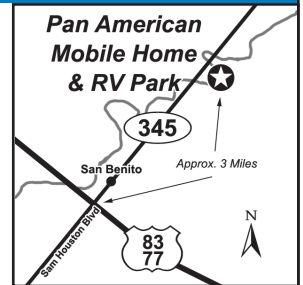 Pan American
Mobile Home
& RV Park
345
San Benito
Approx. 3 Miles
Sam Houston Blvd
83
77
N